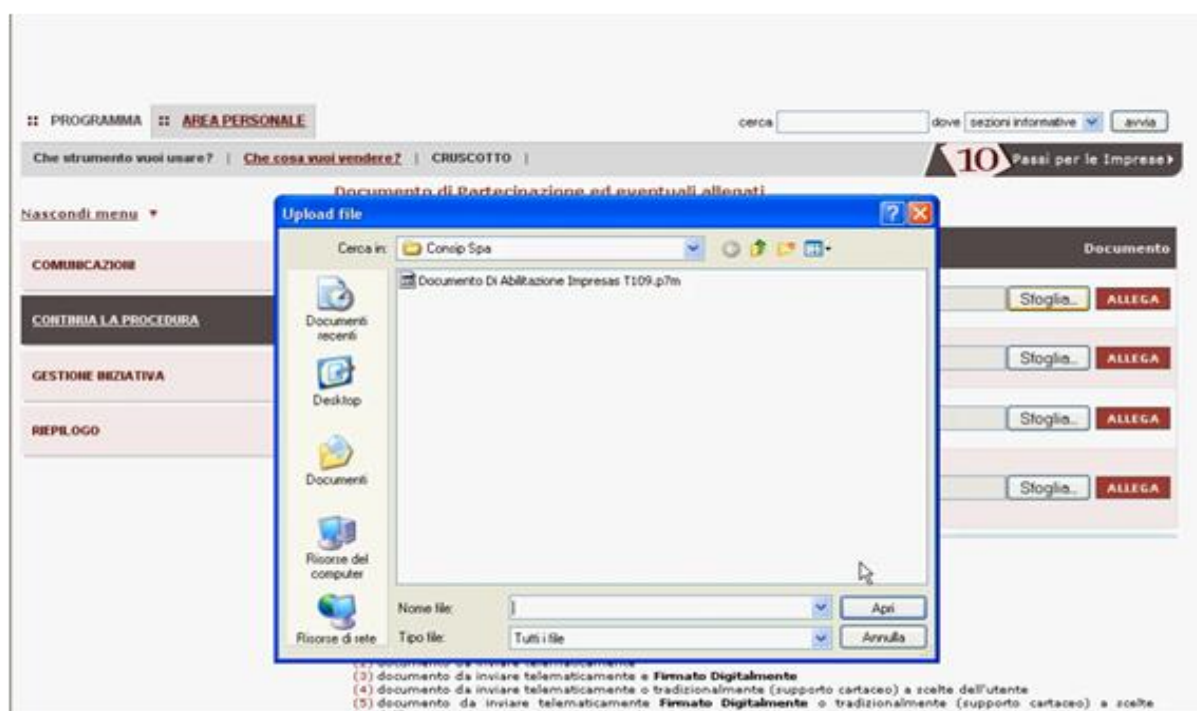 :: PROGRAMMA :: AREA PERSONALE cerca dove sezioni informative avvia
Che strumento vuoi usare? | Che cosa vuoi vendere? | CRUSCOTTO | 10 Passi per le Imprese
Documento di Partecipazione ed eventuali allegati
Nascondi menu
Upload file
Cerca in: Consip Spa
Documento
COMUNICAZIONI
Documento Di Abilitazione Impresas T109.p7m
Sfoglia... ALLEGA
CONTINUA LA PROCEDURA
Documenti recenti
Sfoglia... ALLEGA
GESTIONE INIZIATIVA
Desktop
Sfoglia... ALLEGA
RIEPILOGO
Documenti
Sfoglia... ALLEGA
Risorse del computer
Nome file: Apri
Risorse di rete Tipo file: Tutti i file Annulla
(2) documento da inviare telematicamente
(3) documento da inviare telematicamente e Firmato Digitalmente
(4) documento da inviare telematicamente o tradizionalmente (supporto cartaceo) a scelte dell'utente
(5) documento da inviare telematicamente Firmato Digitalmente o tradizionalmente (supporto cartaceo) a scelte